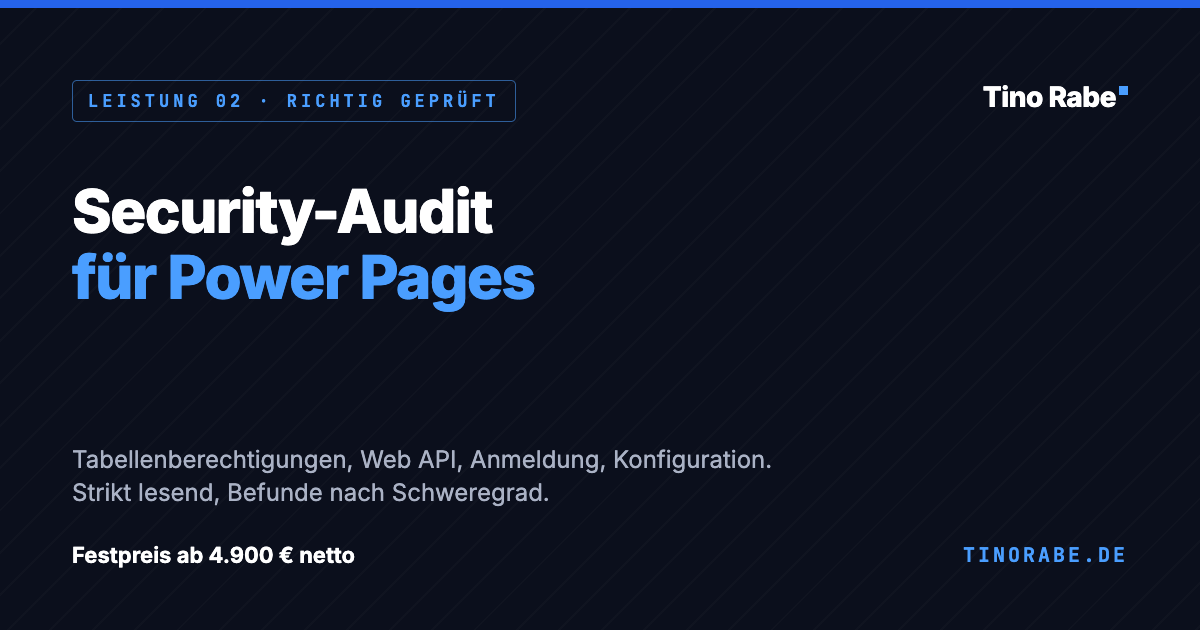 LEISTUNG 02 · RICHTIG GEPRÜFT
Tino Rabe
Security-Audit
für Power Pages
Tabellenberechtigungen, Web API, Anmeldung, Konfiguration.
Strikt lesend, Befunde nach Schweregrad.
Festpreis ab 4.900 € netto
TINORABE.DE